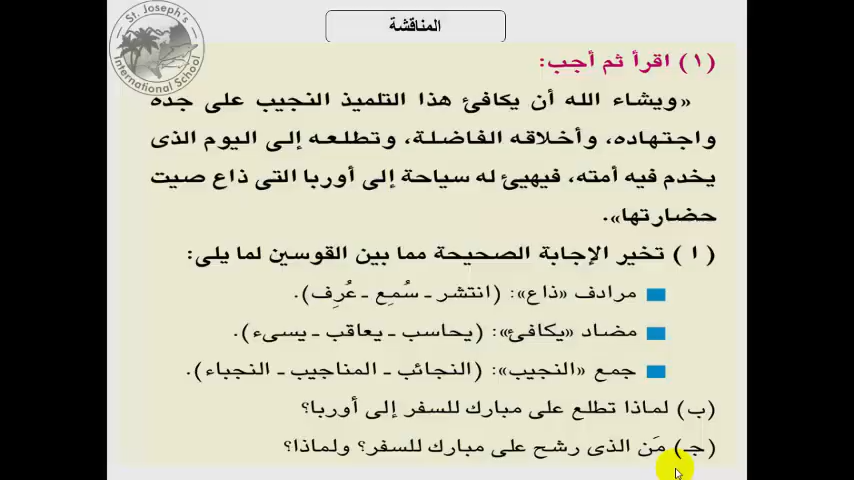 St. Joseph's
International School
المناقشة
(١) اقرأ ثم أجب:
«ويشاء الله أن يكافئ هذا التلميذ النجيب على جده
واجتهاده، وأخلاقه الفاضلة، وتطلعه إلى اليوم الذى
يخدم فيه أمته، فيهيئ له سياحة إلى أوربا التى ذاع صيت
حضارتها».
(ا) تخير الإجابة الصحيحة مما بين القوسين لما يلى:
مرادف «ذاع»: (انتشر ـ سُمِع ـ عُرِف).
مضاد «يكافئ»: (يحاسب ـ يعاقب ـ يسىء).
جمع «النجيب»: (النجائب ـ المناجيب ـ النجباء).
(ب) لماذا تطلع على مبارك للسفر إلى أوربا؟
(جـ) مَن الذى رشح على مبارك للسفر؟ ولماذا؟